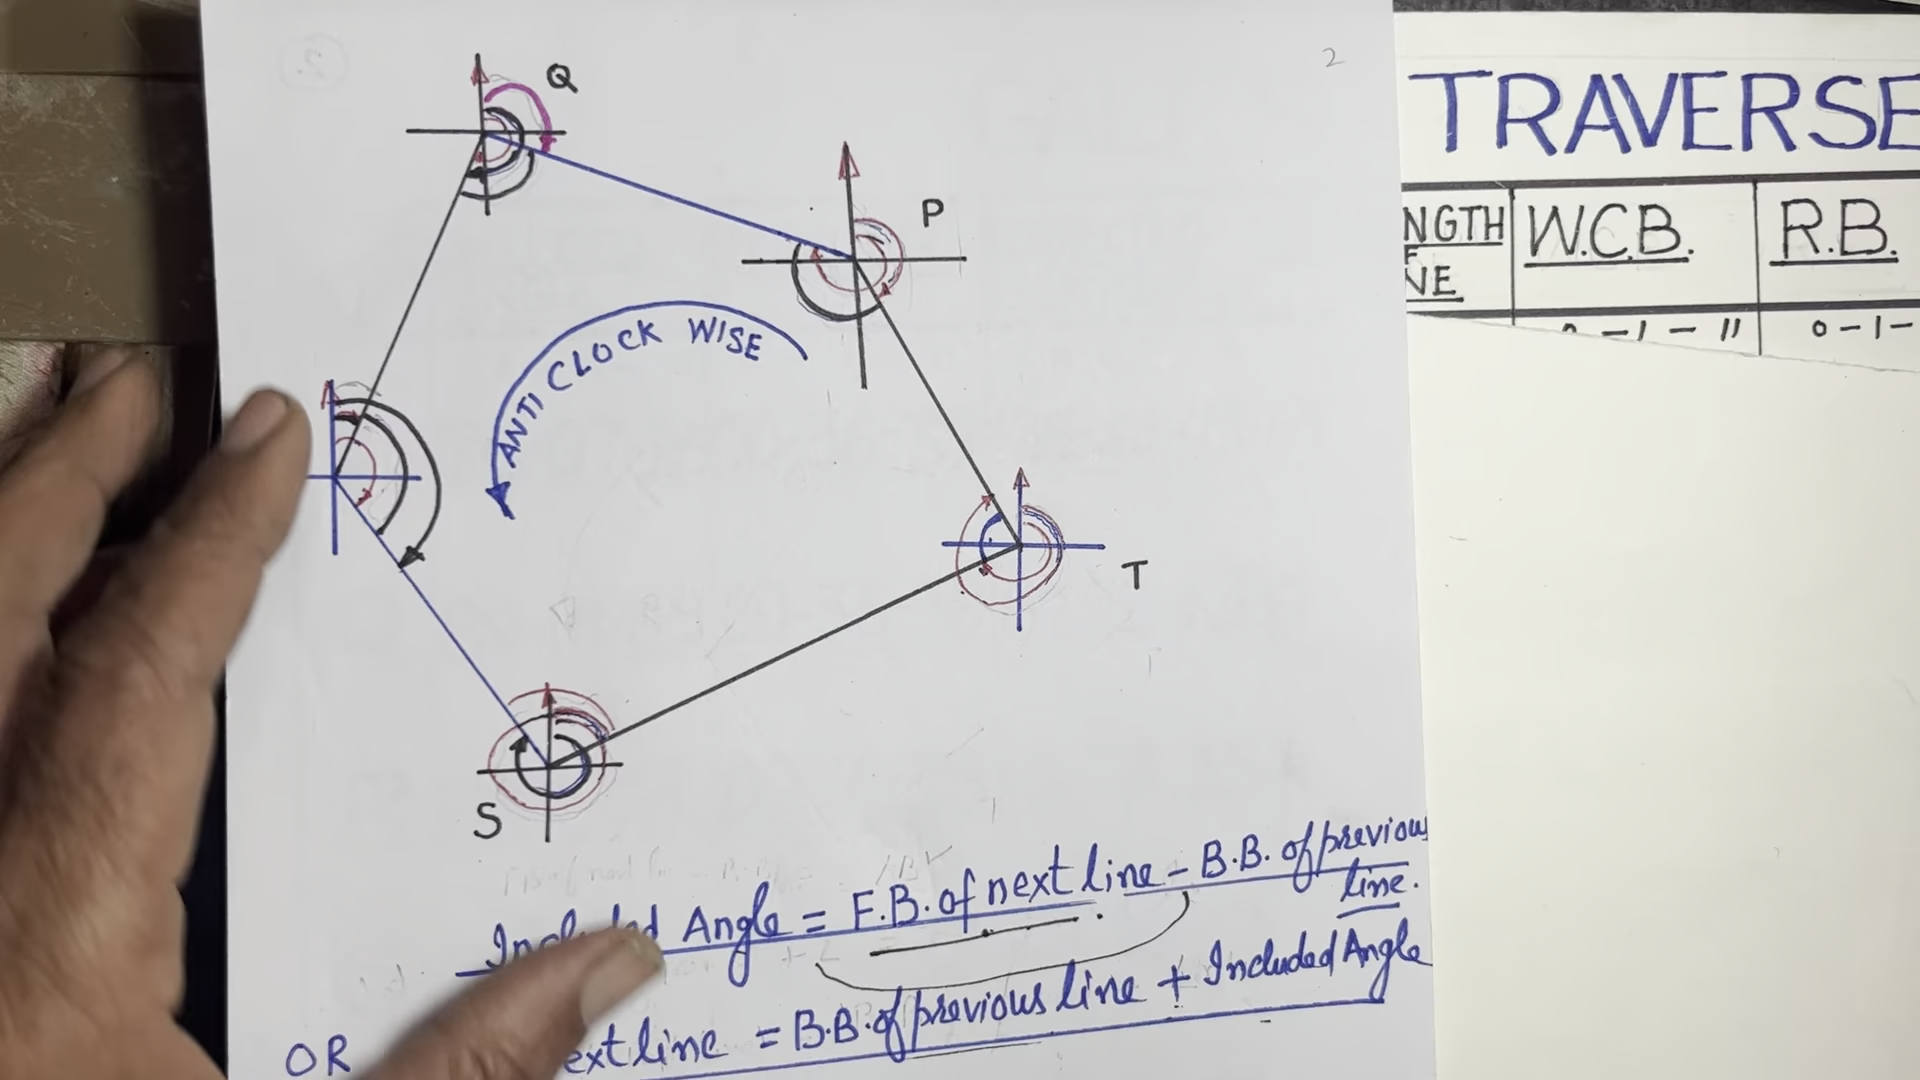 2
Q
P
ANTI CLOCK WISE
T
S
Included Angle = F.B. of next line - B.B. of previous
line.
OR
ext line = B.B. of previous line + Included Angle
TRAVERSE
NGTH W.C.B. R.B.
NE
0 - 1 -